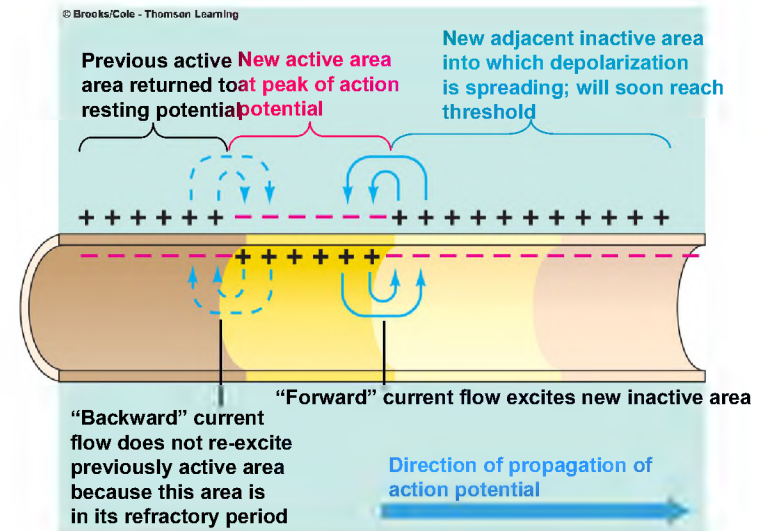 © Brooks/Cole - Thomson Learning
Previous active
area returned to
resting potential
New active area
at peak of action
potential
New adjacent inactive area
into which depolarization
is spreading; will soon reach
threshold
+ + + + + + − − − − − − + + + + + + + + + + +
− − − − − − + + + + + + − − − − − − − − − − − −
“Forward” current flow excites new inactive area
“Backward” current
flow does not re-excite
previously active area
because this area is
in its refractory period
Direction of propagation of
action potential